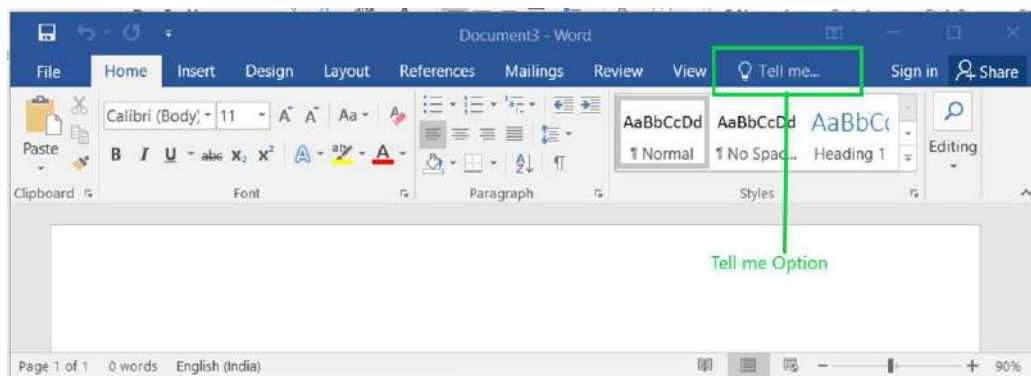 Document3 - Word
File Home Insert Design Layout References Mailings Review View Tell me... Sign in Share
Calibri (Body) 11 A A Aa
AaBbCcDd AaBbCcDd AaBbCc
Paste B I U abc X₂ X² A aby A
¶ Normal ¶ No Spac... Heading 1 Editing
Clipboard Font Paragraph Styles
Tell me Option
Page 1 of 1 0 words English (India) 90%